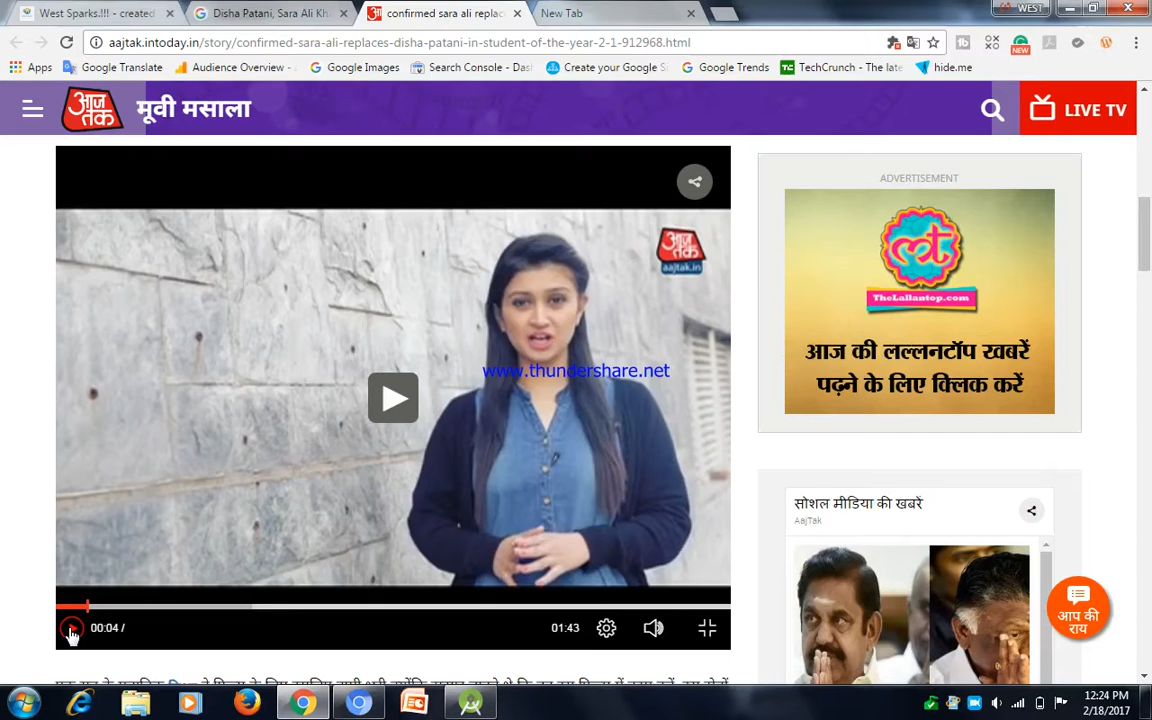 West Sparks.!!! - created
Disha Patani, Sara Ali Kh
confirmed sara ali replac
New Tab
WEST
aajtak.intoday.in/story/confirmed-sara-ali-replaces-disha-patani-in-student-of-the-year-2-1-912968.html
NEW
Apps
Google Translate
Audience Overview -
Google Images
Search Console - Das
Create your Google S
Google Trends
TechCrunch - The late
hide.me
आज तक
मूवी मसाला
LIVE TV
आज तक
aajtak.in
www.thundershare.net
00:04 /
01:43
ADVERTISEMENT
TheLallantop.com
आज की लल्लनटॉप खबरें
पढ़ने के लिए क्लिक करें
सोशल मीडिया की खबरें
AajTak
आप की
राय
12:24 PM
2/18/2017